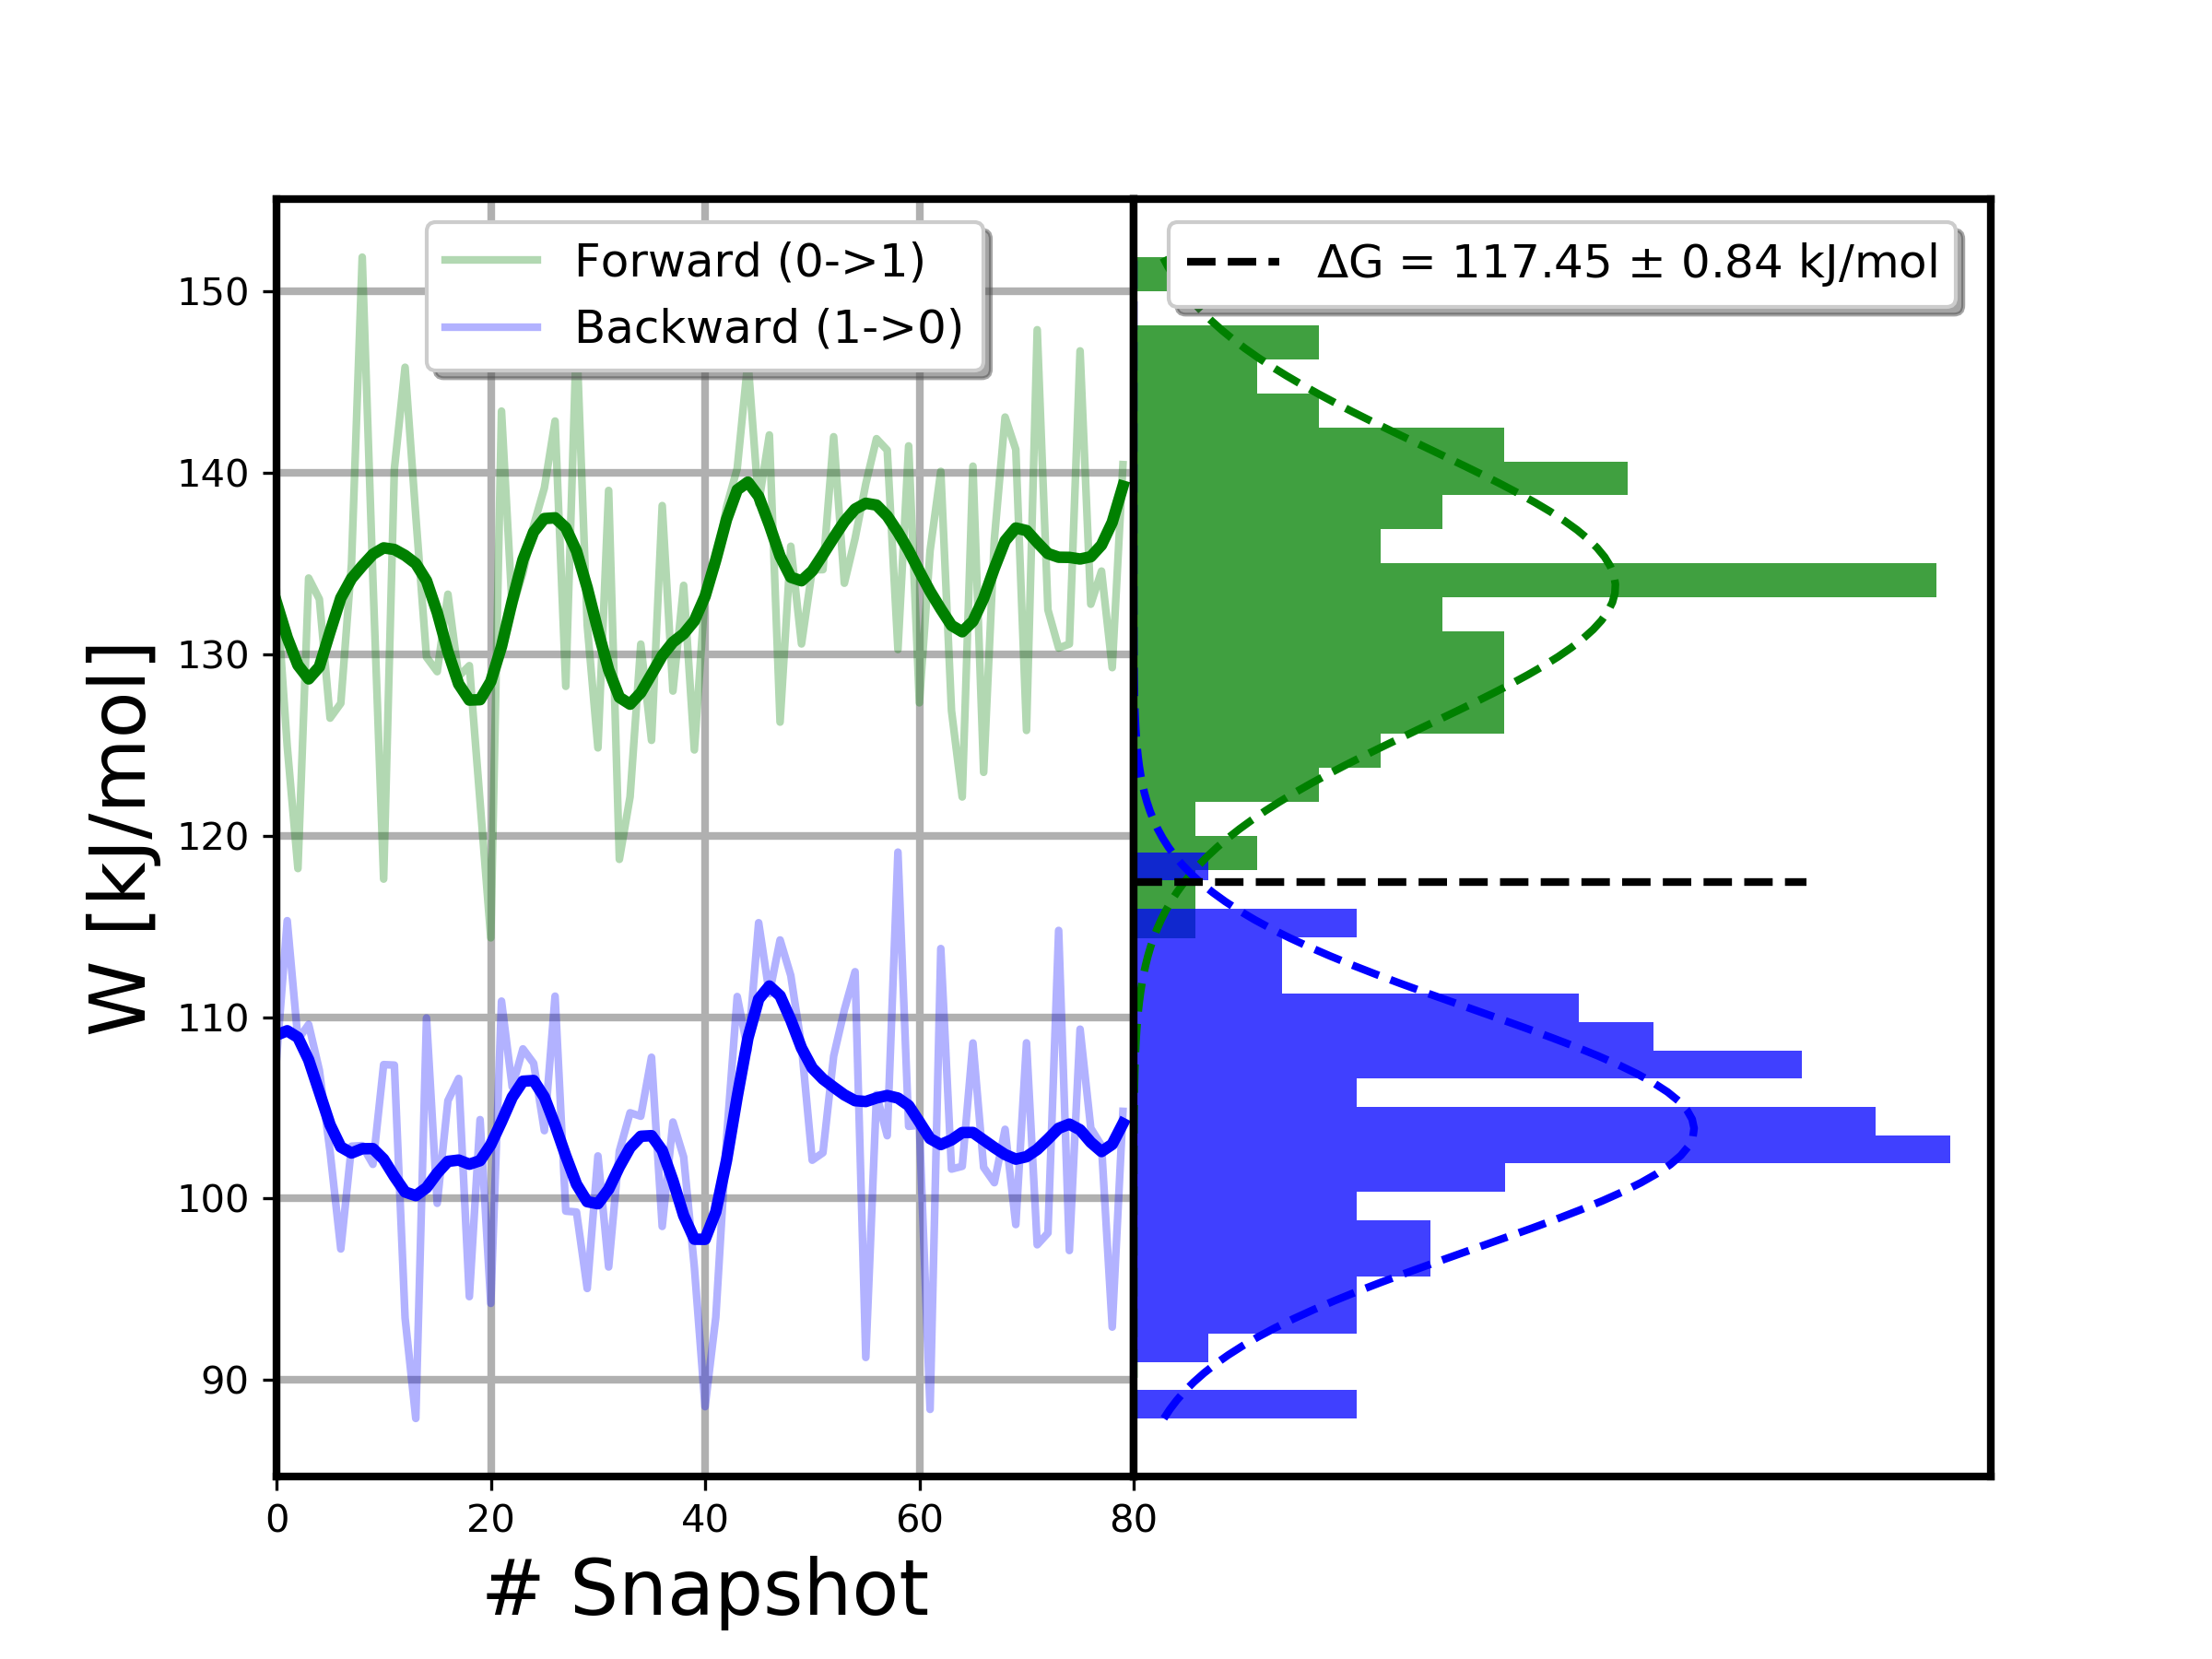 Forward (0->1)
Backward (1->0)
ΔG = 117.45 ± 0.84 kJ/mol
150
140
130
120
110
100
90
W [kJ/mol]
0 20 40 60 80
# Snapshot